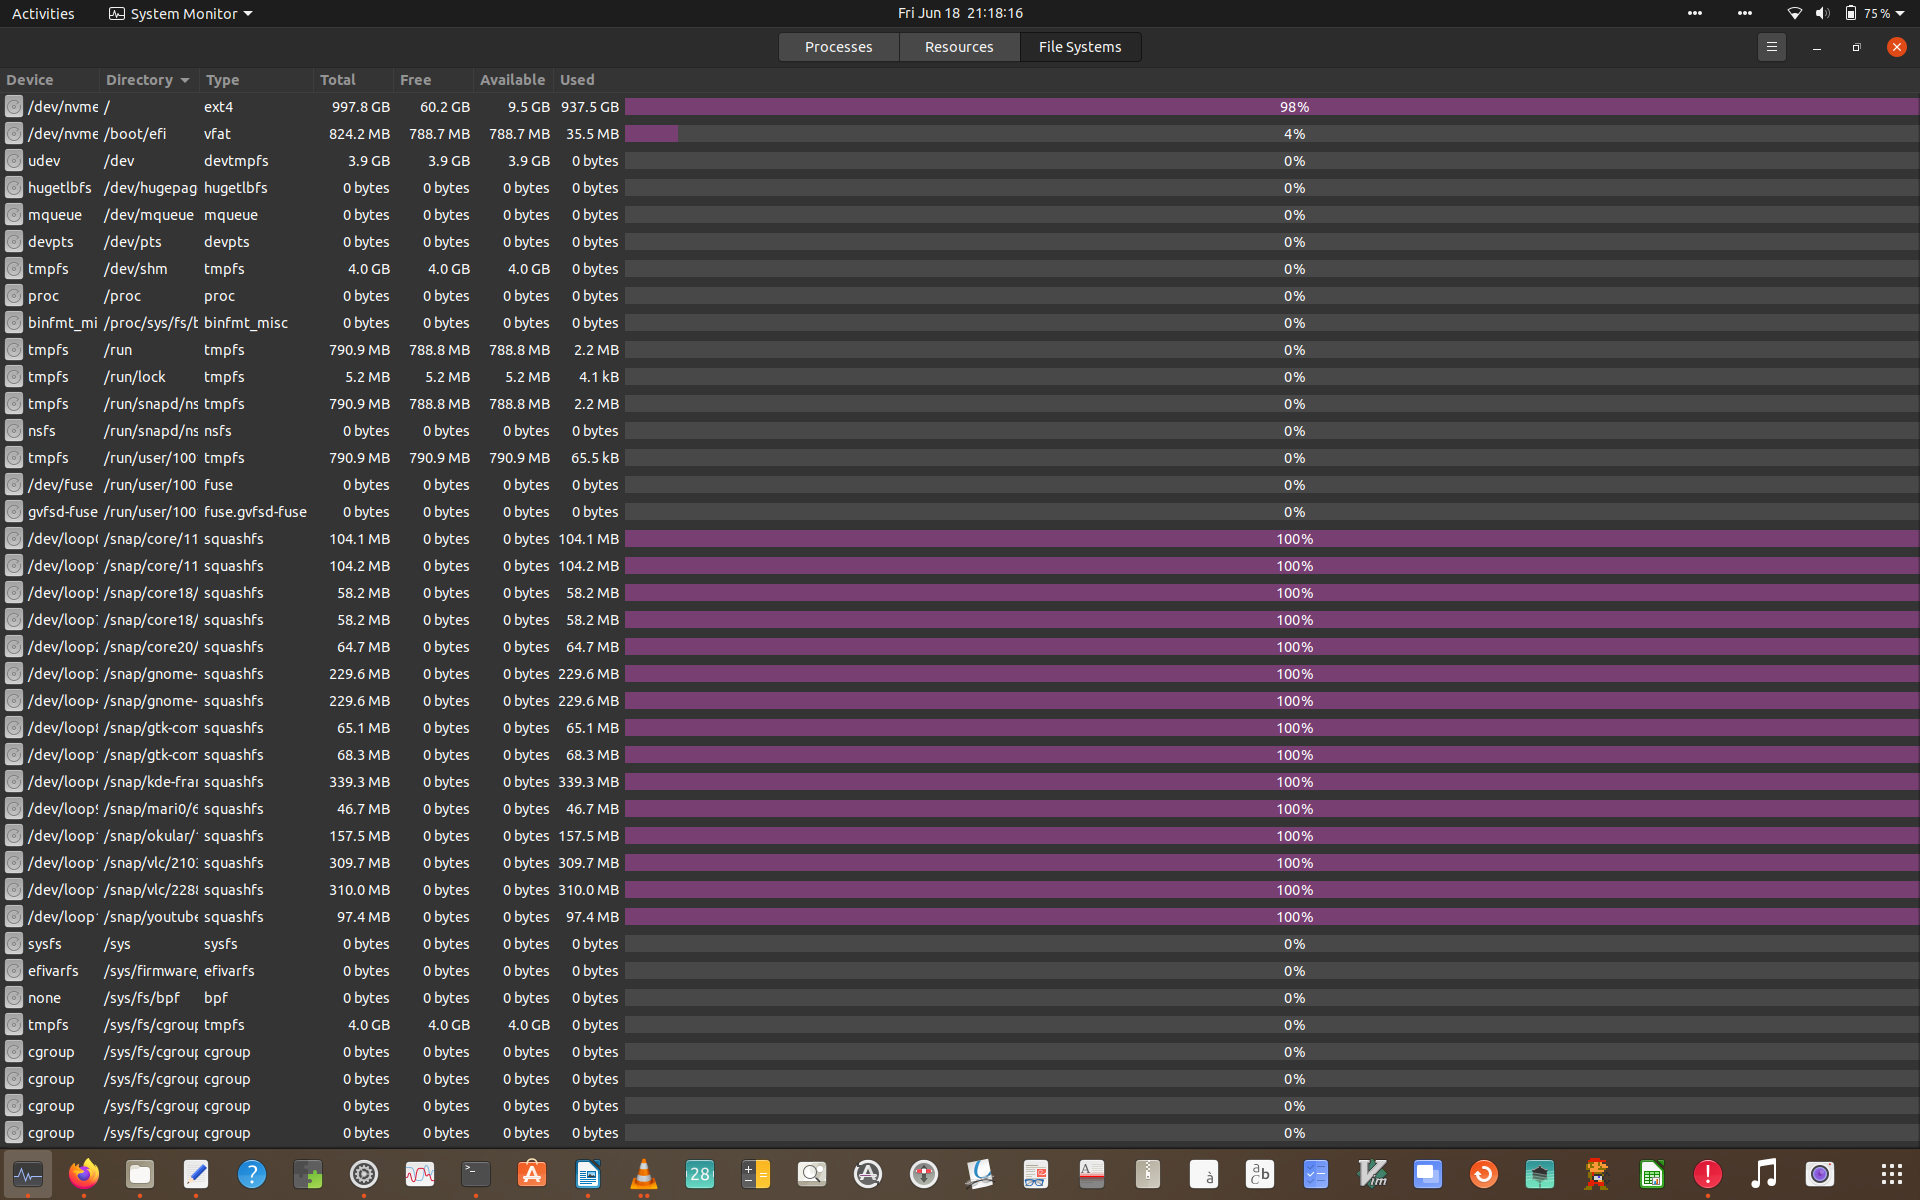 Activities System Monitor Fri Jun 18 21:18:16 75 %
Processes Resources File Systems
Device Directory Type Total Free Available Used
/dev/nvme / ext4 997.8 GB 60.2 GB 9.5 GB 937.5 GB 98%
/dev/nvme /boot/efi vfat 824.2 MB 788.7 MB 788.7 MB 35.5 MB 4%
udev /dev devtmpfs 3.9 GB 3.9 GB 3.9 GB 0 bytes 0%
hugetlbfs /dev/hugepag hugetlbfs 0 bytes 0 bytes 0 bytes 0 bytes 0%
mqueue /dev/mqueue mqueue 0 bytes 0 bytes 0 bytes 0 bytes 0%
devpts /dev/pts devpts 0 bytes 0 bytes 0 bytes 0 bytes 0%
tmpfs /dev/shm tmpfs 4.0 GB 4.0 GB 4.0 GB 0 bytes 0%
proc /proc proc 0 bytes 0 bytes 0 bytes 0 bytes 0%
binfmt_mi /proc/sys/fs/b binfmt_misc 0 bytes 0 bytes 0 bytes 0 bytes 0%
tmpfs /run tmpfs 790.9 MB 788.8 MB 788.8 MB 2.2 MB 0%
tmpfs /run/lock tmpfs 5.2 MB 5.2 MB 5.2 MB 4.1 kB 0%
tmpfs /run/snapd/ns tmpfs 790.9 MB 788.8 MB 788.8 MB 2.2 MB 0%
nsfs /run/snapd/ns nsfs 0 bytes 0 bytes 0 bytes 0 bytes 0%
tmpfs /run/user/100 tmpfs 790.9 MB 790.9 MB 790.9 MB 65.5 kB 0%
/dev/fuse /run/user/100 fuse 0 bytes 0 bytes 0 bytes 0 bytes 0%
gvfsd-fuse /run/user/100 fuse.gvfsd-fuse 0 bytes 0 bytes 0 bytes 0 bytes 0%
/dev/loop0 /snap/core/11 squashfs 104.1 MB 0 bytes 0 bytes 104.1 MB 100%
/dev/loop1 /snap/core/11 squashfs 104.2 MB 0 bytes 0 bytes 104.2 MB 100%
/dev/loop5 /snap/core18/ squashfs 58.2 MB 0 bytes 0 bytes 58.2 MB 100%
/dev/loop7 /snap/core18/ squashfs 58.2 MB 0 bytes 0 bytes 58.2 MB 100%
/dev/loop2 /snap/core20/ squashfs 64.7 MB 0 bytes 0 bytes 64.7 MB 100%
/dev/loop3 /snap/gnome- squashfs 229.6 MB 0 bytes 0 bytes 229.6 MB 100%
/dev/loop4 /snap/gnome- squashfs 229.6 MB 0 bytes 0 bytes 229.6 MB 100%
/dev/loop8 /snap/gtk-com squashfs 65.1 MB 0 bytes 0 bytes 65.1 MB 100%
/dev/loop1 /snap/gtk-com squashfs 68.3 MB 0 bytes 0 bytes 68.3 MB 100%
/dev/loop6 /snap/kde-fra squashfs 339.3 MB 0 bytes 0 bytes 339.3 MB 100%
/dev/loop9 /snap/mari0/6 squashfs 46.7 MB 0 bytes 0 bytes 46.7 MB 100%
/dev/loop1 /snap/okular/ squashfs 157.5 MB 0 bytes 0 bytes 157.5 MB 100%
/dev/loop1 /snap/vlc/2103 squashfs 309.7 MB 0 bytes 0 bytes 309.7 MB 100%
/dev/loop1 /snap/vlc/2288 squashfs 310.0 MB 0 bytes 0 bytes 310.0 MB 100%
/dev/loop1 /snap/youtube squashfs 97.4 MB 0 bytes 0 bytes 97.4 MB 100%
sysfs /sys sysfs 0 bytes 0 bytes 0 bytes 0 bytes 0%
efivarfs /sys/firmware/ efivarfs 0 bytes 0 bytes 0 bytes 0 bytes 0%
none /sys/fs/bpf bpf 0 bytes 0 bytes 0 bytes 0 bytes 0%
tmpfs /sys/fs/cgroup tmpfs 4.0 GB 4.0 GB 4.0 GB 0 bytes 0%
cgroup /sys/fs/cgroup cgroup 0 bytes 0 bytes 0 bytes 0 bytes 0%
cgroup /sys/fs/cgroup cgroup 0 bytes 0 bytes 0 bytes 0 bytes 0%
cgroup /sys/fs/cgroup cgroup 0 bytes 0 bytes 0 bytes 0 bytes 0%
cgroup /sys/fs/cgroup cgroup 0 bytes 0 bytes 0 bytes 0 bytes 0%
28